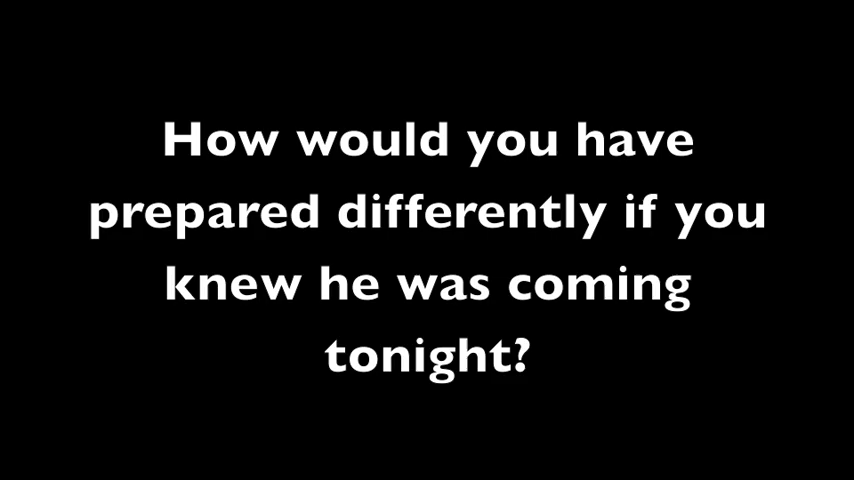 How would you have
prepared differently if you
knew he was coming
tonight?